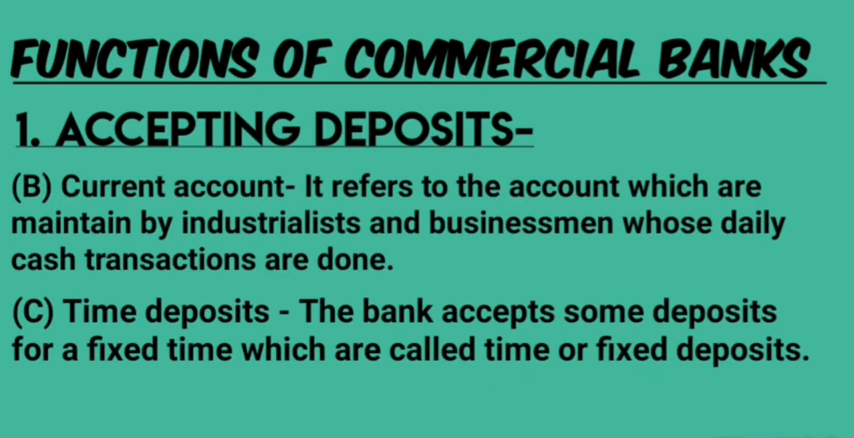 FUNCTIONS OF COMMERCIAL BANKS
1. ACCEPTING DEPOSITS-
(B) Current account- It refers to the account which are
maintain by industrialists and businessmen whose daily
cash transactions are done.
(C) Time deposits - The bank accepts some deposits
for a fixed time which are called time or fixed deposits.